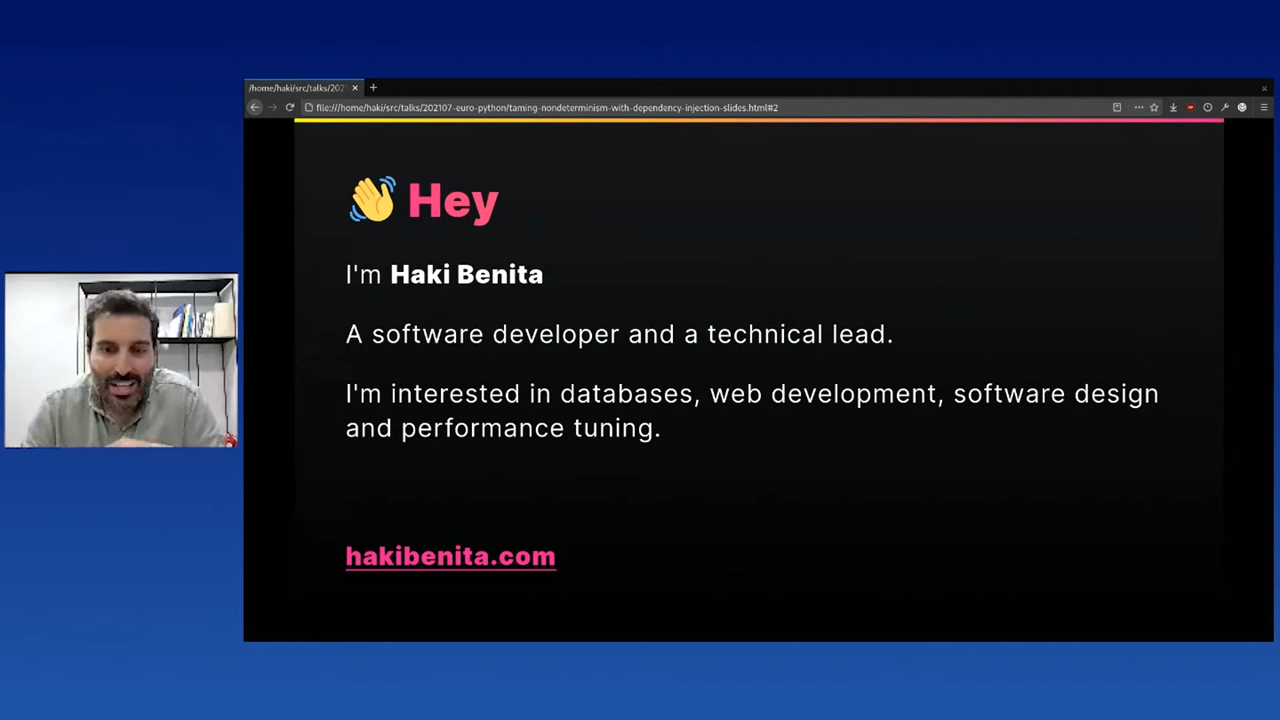 /home/haki/src/talks/202
file:///home/haki/src/talks/202107-euro-python/taming-nondeterminism-with-dependency-injection-slides.html#2
👋 Hey
I'm Haki Benita
A software developer and a technical lead.
I'm interested in databases, web development, software design
and performance tuning.
hakibenita.com